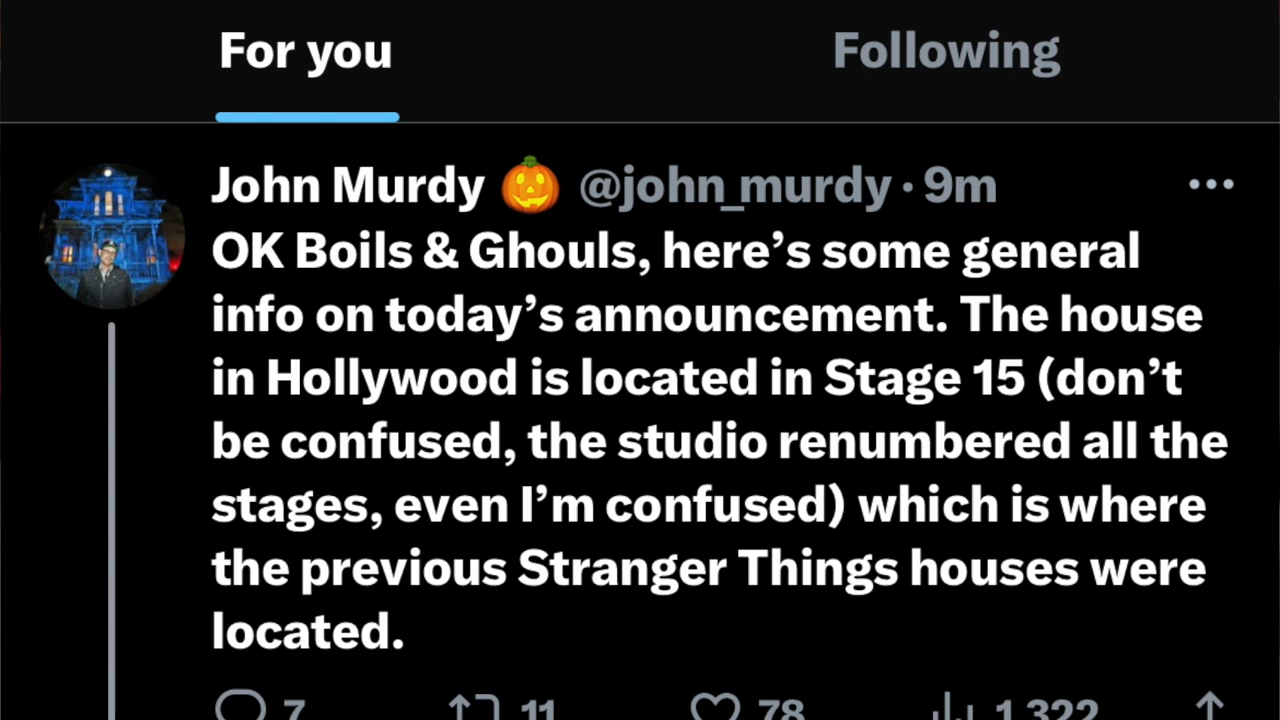 For you
Following
John Murdy 🎃 @john_murdy · 9m
OK Boils & Ghouls, here’s some general
info on today’s announcement. The house
in Hollywood is located in Stage 15 (don’t
be confused, the studio renumbered all the
stages, even I’m confused) which is where
the previous Stranger Things houses were
located.
7 11 78 1,322